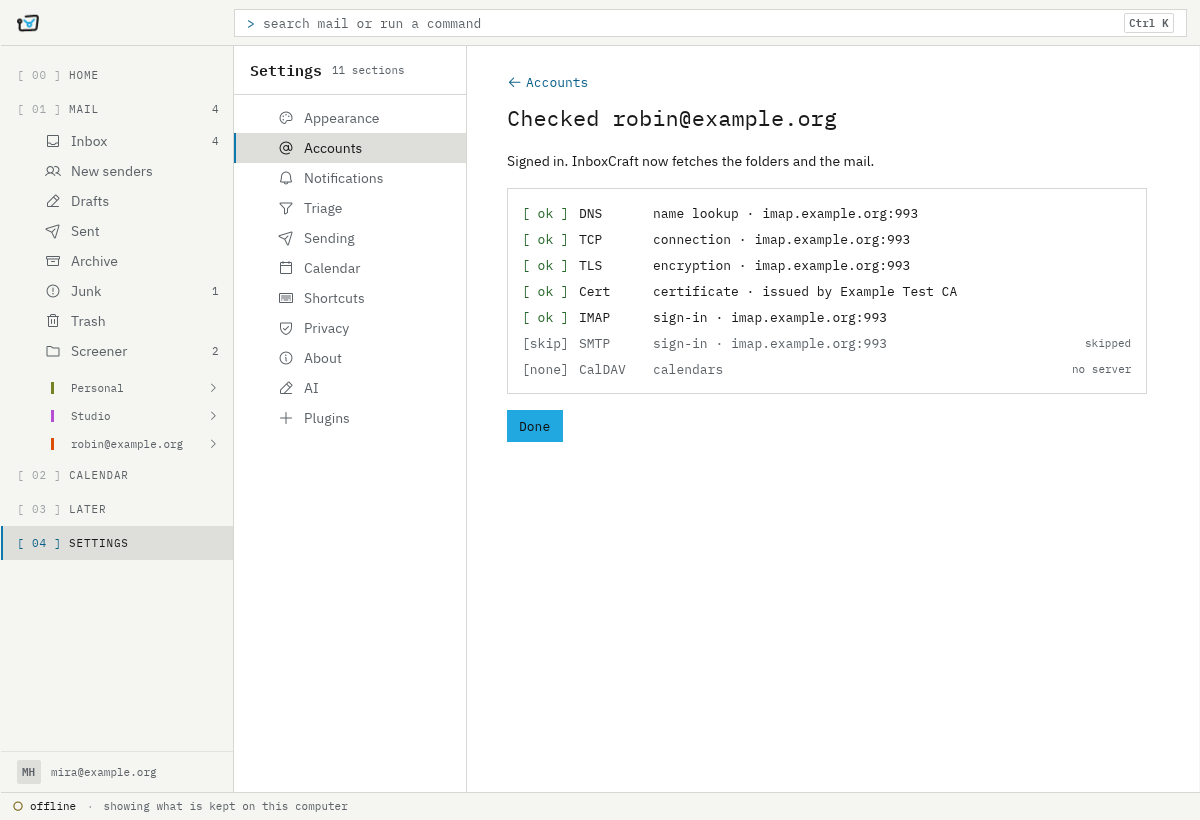 > search mail or run a command Ctrl K
[ 00 ] HOME
[ 01 ] MAIL 4
Inbox 4
New senders
Drafts
Sent
Archive
Junk 1
Trash
Screener 2
Personal
Studio
robin@example.org
[ 02 ] CALENDAR
[ 03 ] LATER
[ 04 ] SETTINGS
MH mira@example.org
Settings 11 sections
Appearance
Accounts
Notifications
Triage
Sending
Calendar
Shortcuts
Privacy
About
AI
Plugins
← Accounts
Checked robin@example.org
Signed in. InboxCraft now fetches the folders and the mail.
[ ok ] DNS name lookup · imap.example.org:993
[ ok ] TCP connection · imap.example.org:993
[ ok ] TLS encryption · imap.example.org:993
[ ok ] Cert certificate · issued by Example Test CA
[ ok ] IMAP sign-in · imap.example.org:993
[skip] SMTP sign-in · imap.example.org:993 skipped
[none] CalDAV calendars no server
Done
offline · showing what is kept on this computer